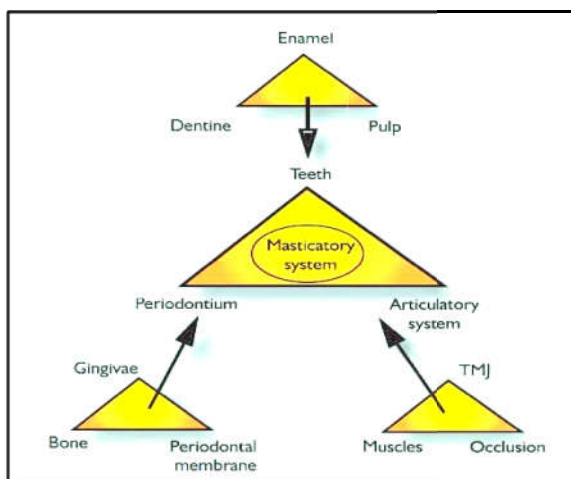 Enamel
Dentine
Pulp
Teeth
Masticatory
system
Periodontium
Articulatory
system
Gingivae
TMJ
Bone
Periodontal
membrane
Muscles
Occlusion